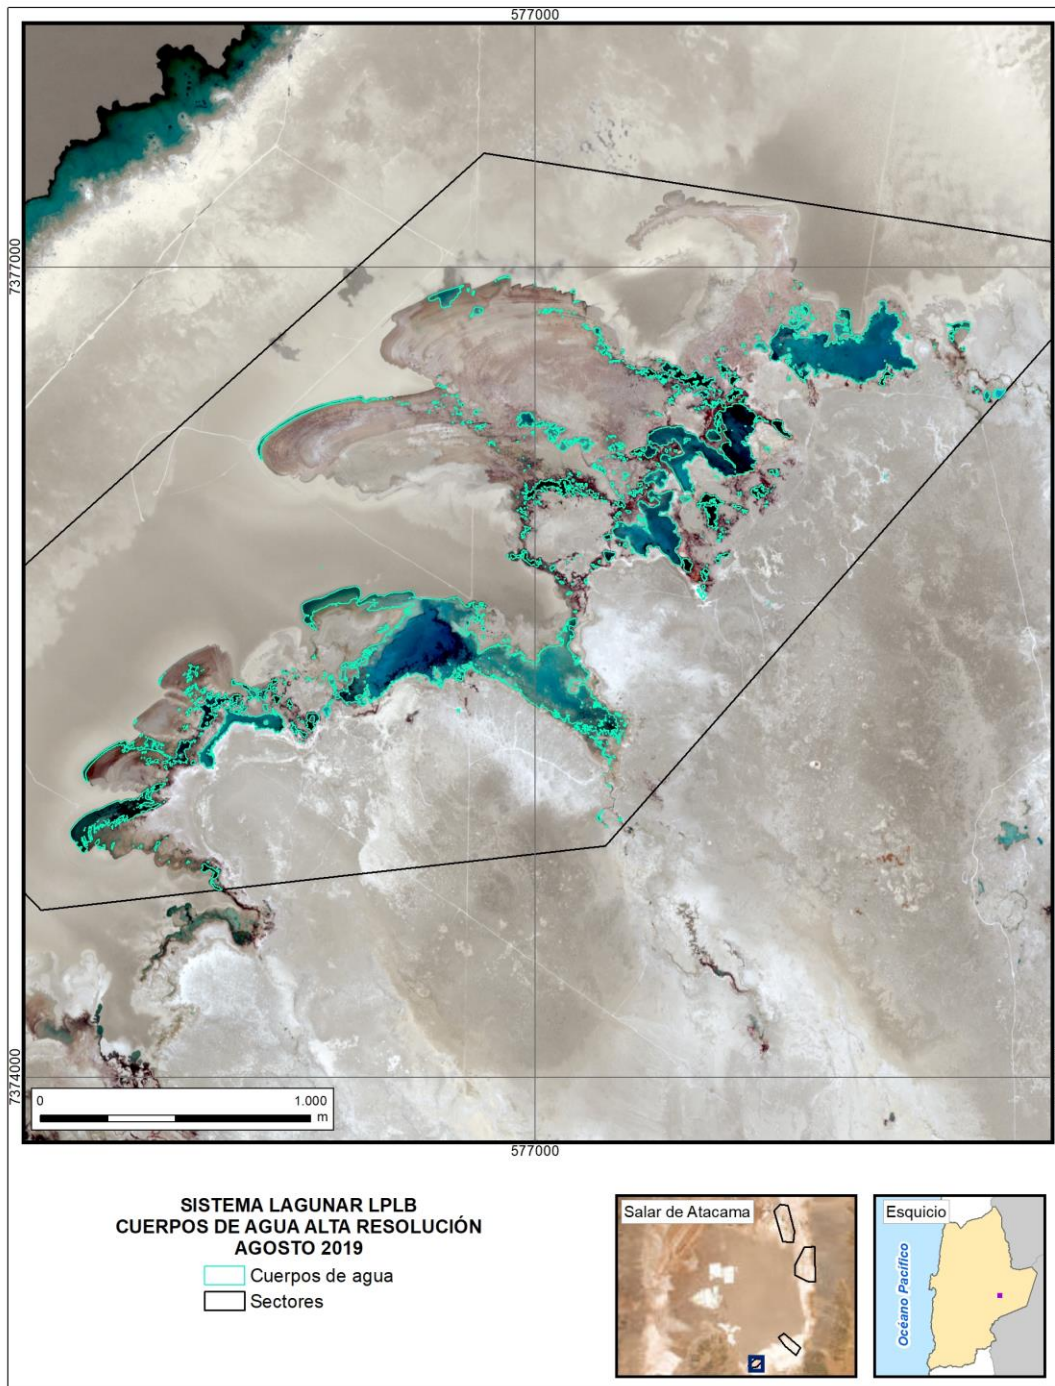 577000
7377000
7374000
0 1.000
m
577000
SISTEMA LAGUNAR LPLB
CUERPOS DE AGUA ALTA RESOLUCIÓN
AGOSTO 2019
Cuerpos de agua
Sectores
Salar de Atacama
Esquicio
Océano Pacífico